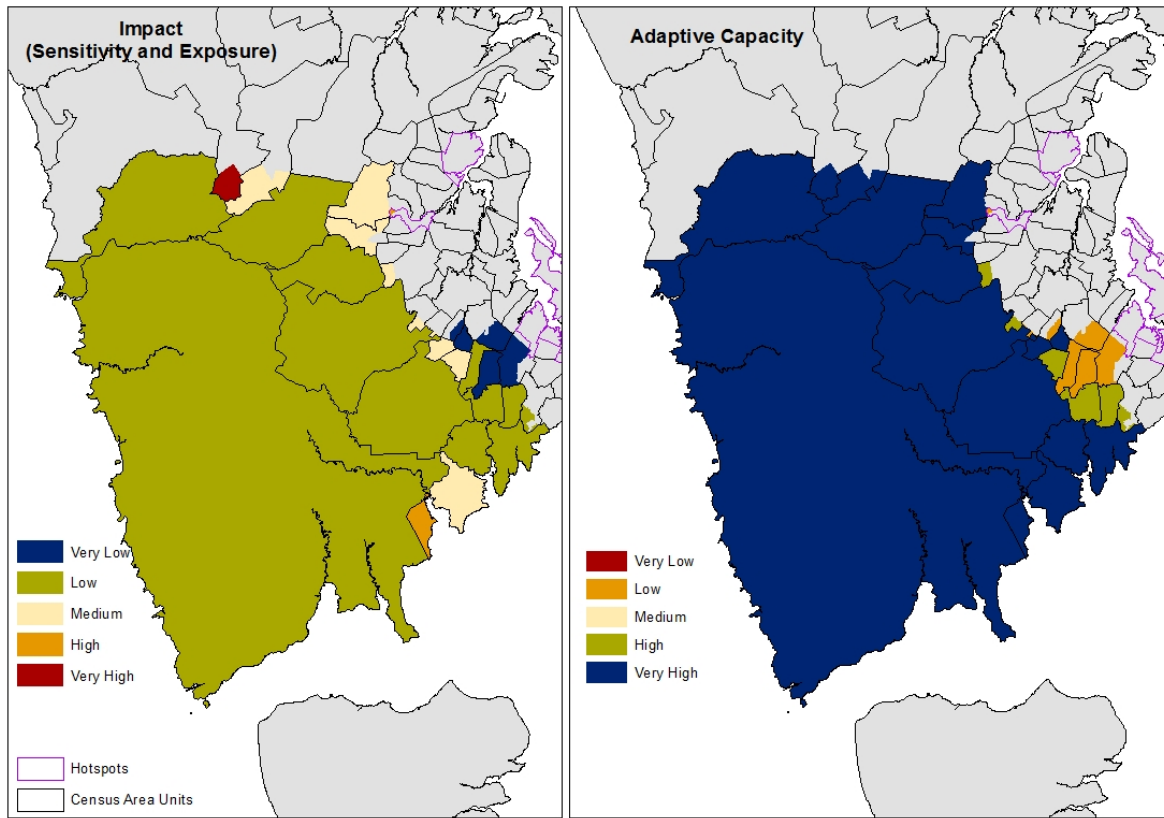 Impact
(Sensitivity and Exposure)
Very Low
Low
Medium
High
Very High
Hotspots
Census Area Units
Adaptive Capacity
Very Low
Low
Medium
High
Very High